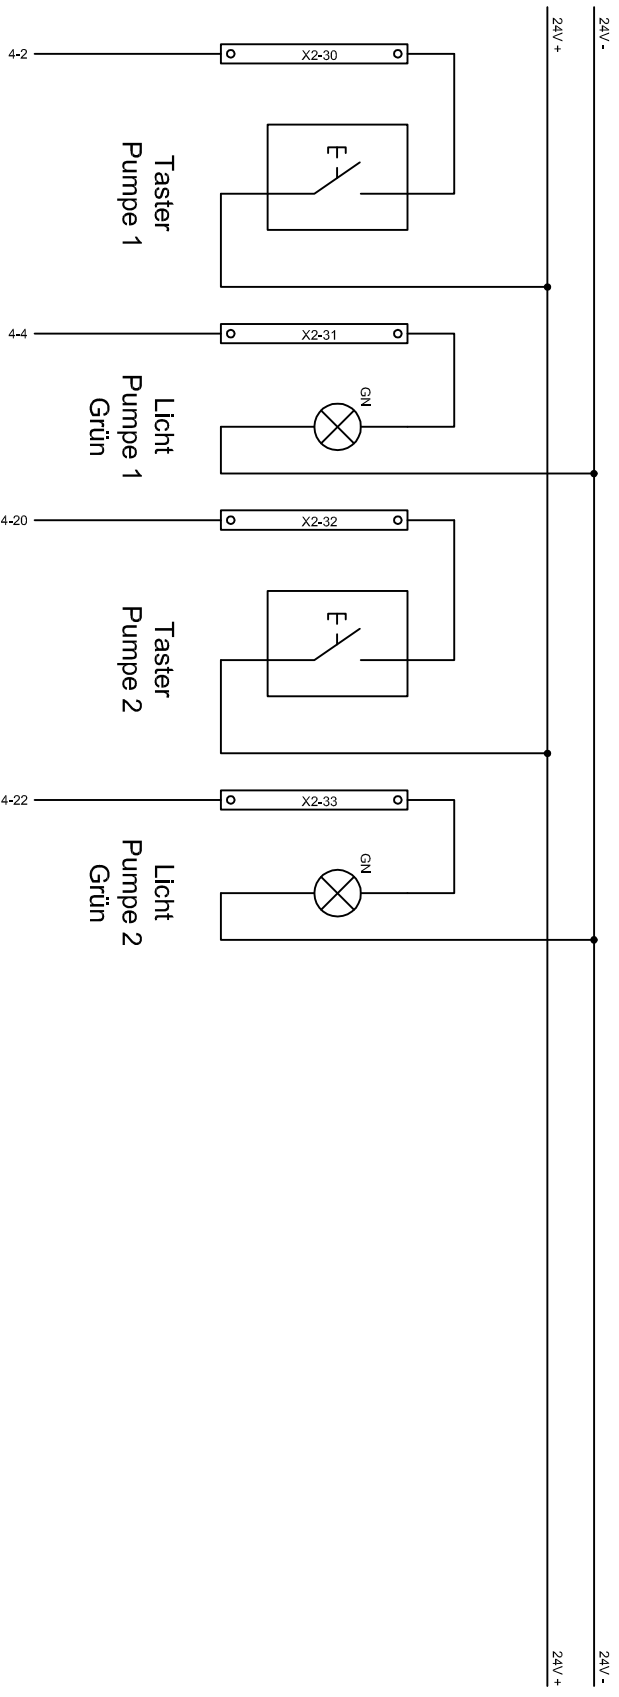 24V -
24V +
4-2
X2-30
Taster
Pumpe 1
4-4
X2-31
GN
Licht
Pumpe 1
Grün
4-20
X2-32
Taster
Pumpe 2
4-22
X2-33
GN
Licht
Pumpe 2
Grün
24V -
24V +